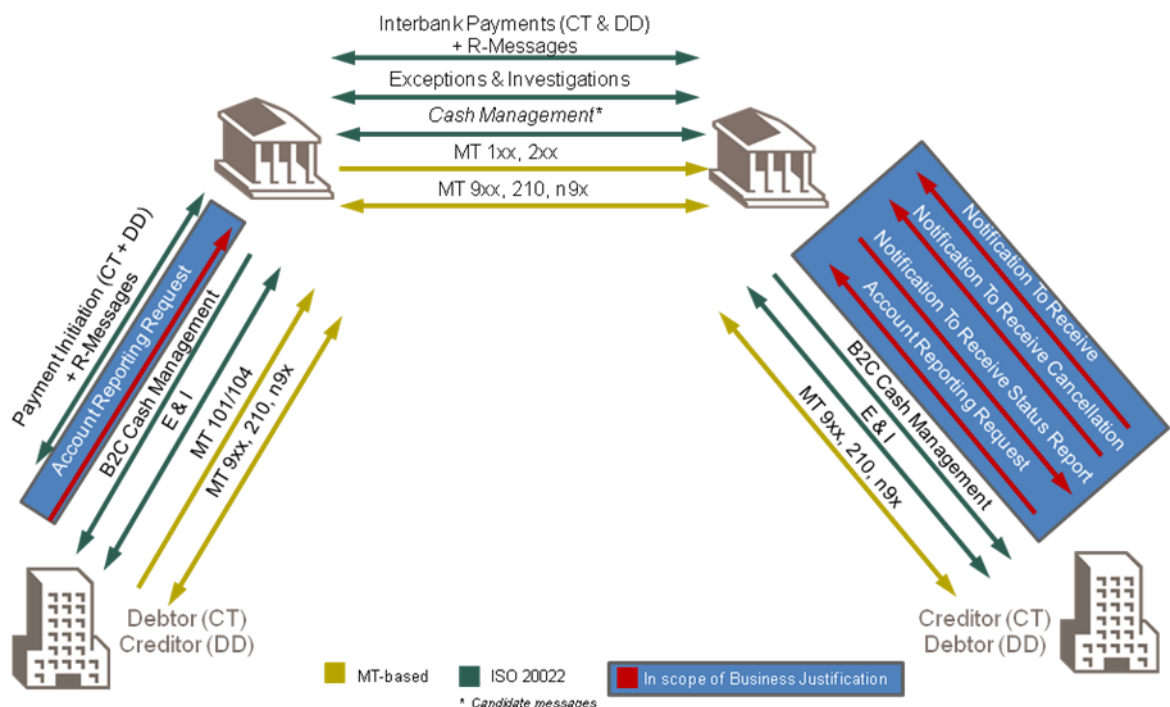 Interbank Payments (CT & DD)
+ R-Messages
Exceptions & Investigations
Cash Management*
MT 1xx, 2xx
MT 9xx, 210, n9x
Payment Initiation (CT + DD)
+ R-Messages
Account Reporting Request
B2C Cash Management
E & I
MT 101/104
MT 9xx, 210, n9x
Notification To Receive
Notification To Receive Cancellation
Notification To Receive Status Report
Account Reporting Request
B2C Cash Management
E & I
MT 9xx, 210, n9x
Debtor (CT)
Creditor (DD)
Creditor (CT)
Debtor (DD)
MT-based
ISO 20022
* Candidate messages
In scope of Business Justification